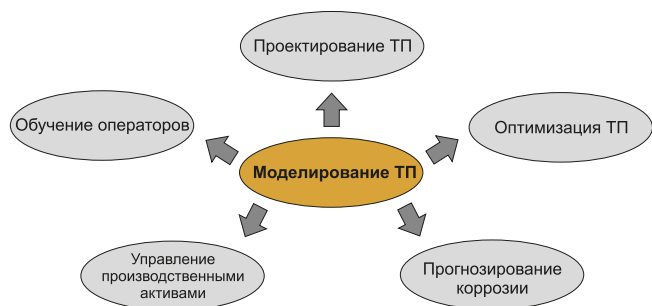 Проектирование ТП
Обучение операторов
Оптимизация ТП
Моделирование ТП
Управление
производственными
активами
Прогнозирование
коррозии